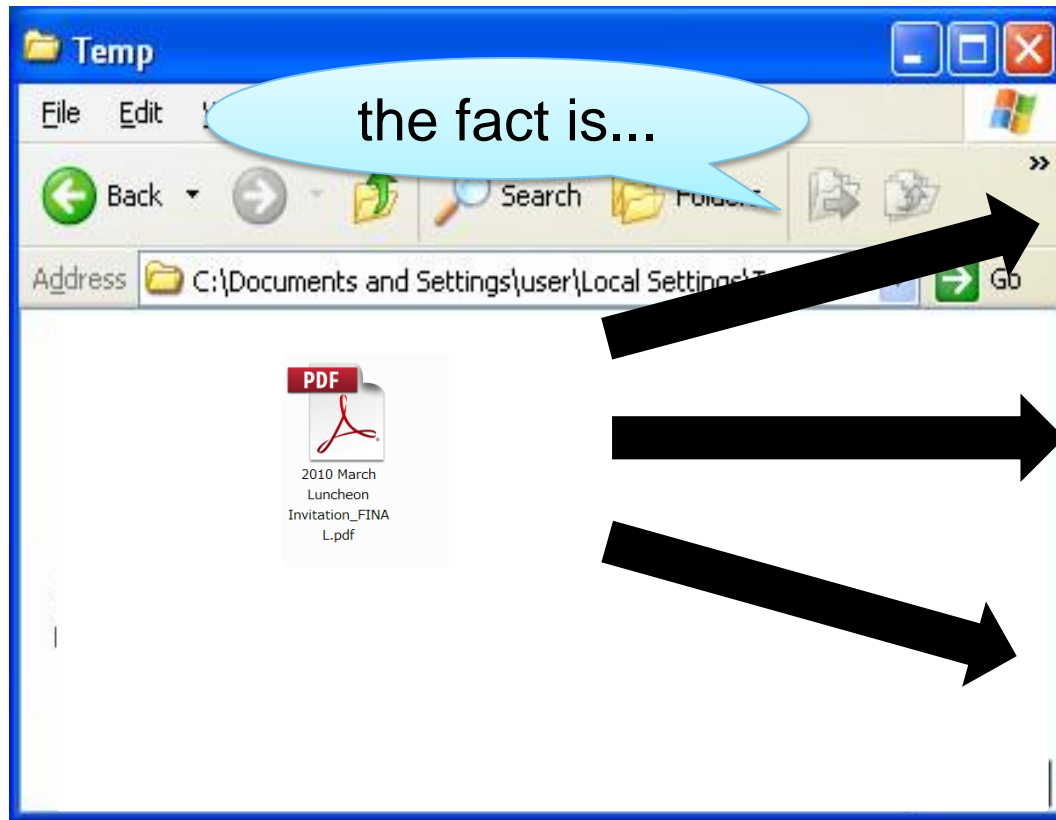 Temp
File Edit
the fact is...
Back Search Folders »
Address C:\Documents and Settings\user\Local Settings\ Go
PDF
2010 March
Luncheon
Invitation_FINA
L.pdf